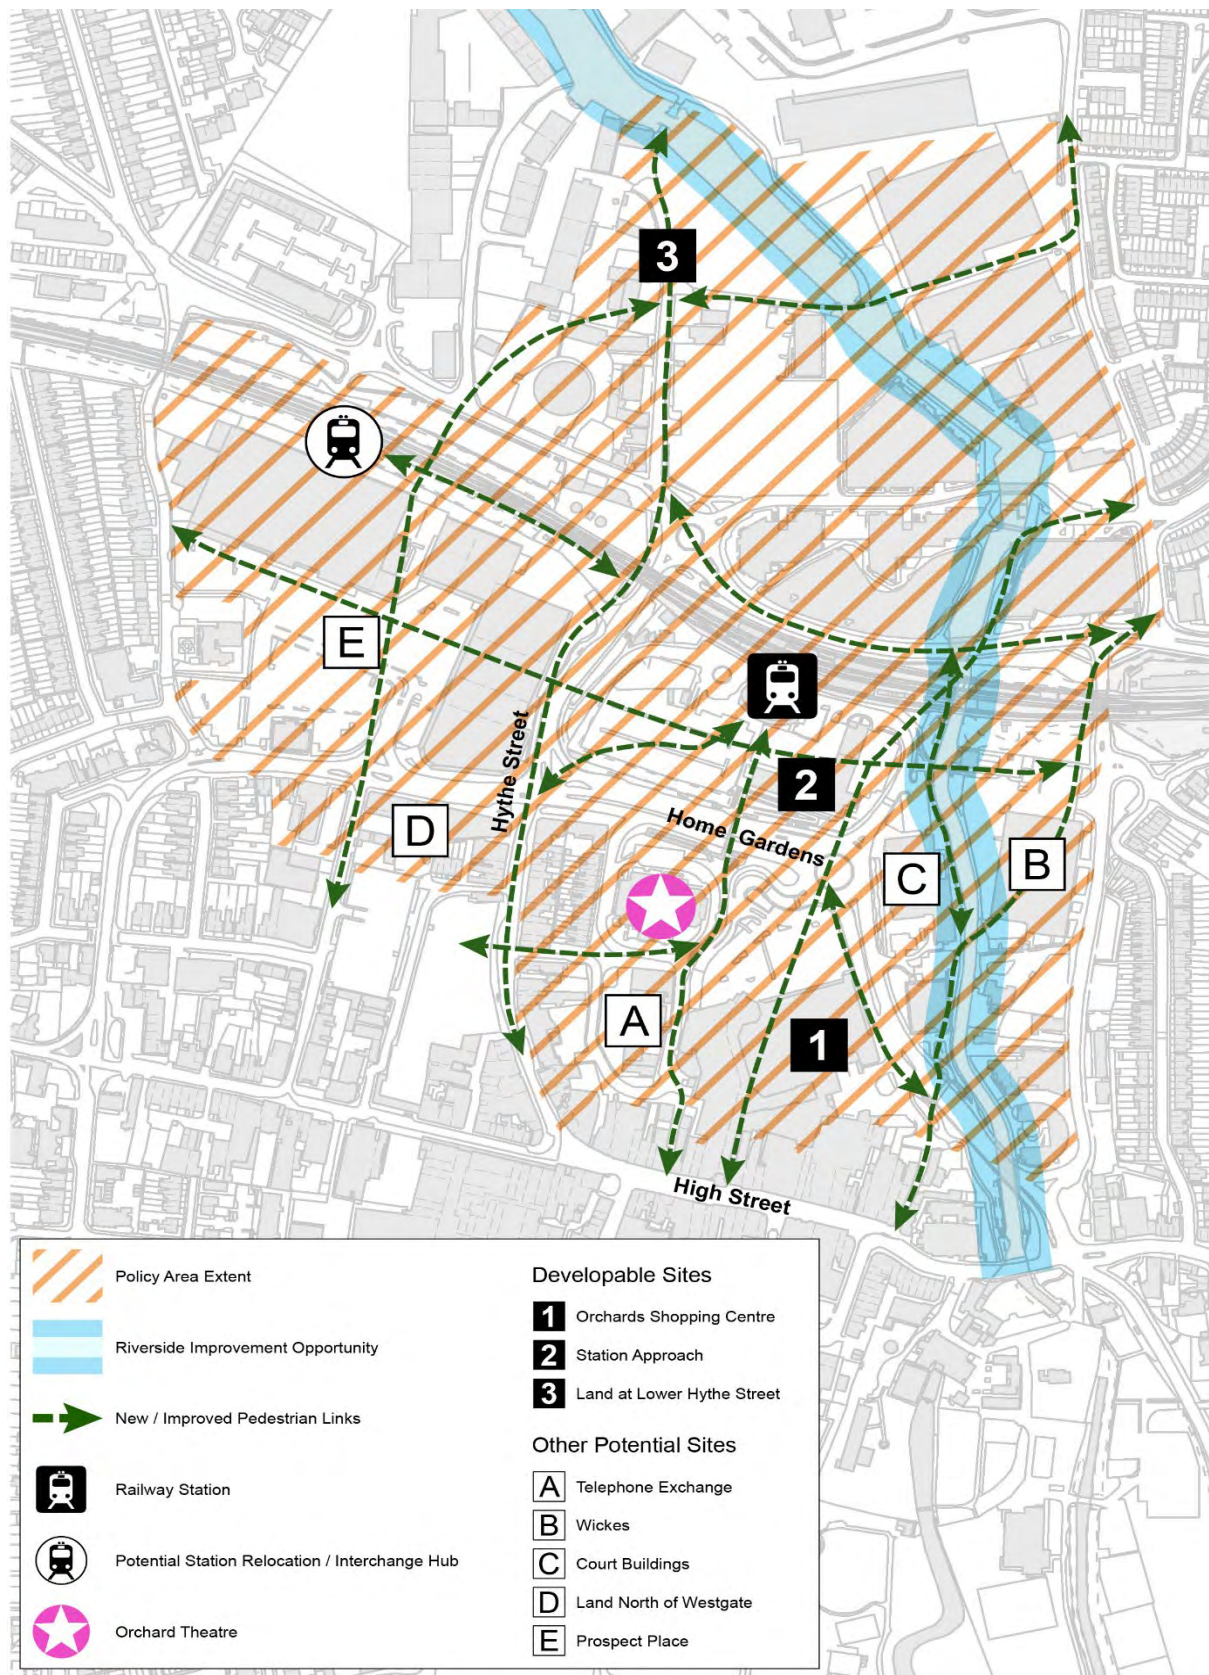 3
E
2
Hythe Street
D
Home Gardens
C
B
A
1
High Street
Policy Area Extent
Riverside Improvement Opportunity
New / Improved Pedestrian Links
Railway Station
Potential Station Relocation / Interchange Hub
Orchard Theatre
Developable Sites
1 Orchards Shopping Centre
2 Station Approach
3 Land at Lower Hythe Street
Other Potential Sites
A Telephone Exchange
B Wickes
C Court Buildings
D Land North of Westgate
E Prospect Place